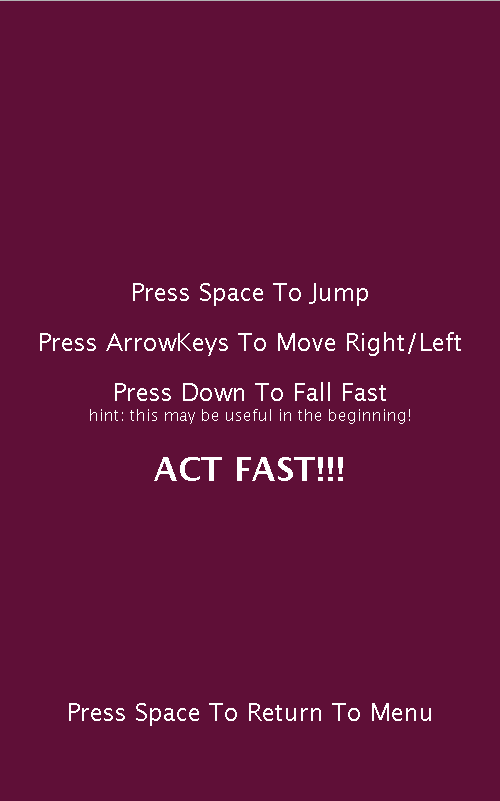 Press Space To Jump
Press ArrowKeys To Move Right/Left
Press Down To Fall Fast
hint: this may be useful in the beginning!
ACT FAST!!!
Press Space To Return To Menu